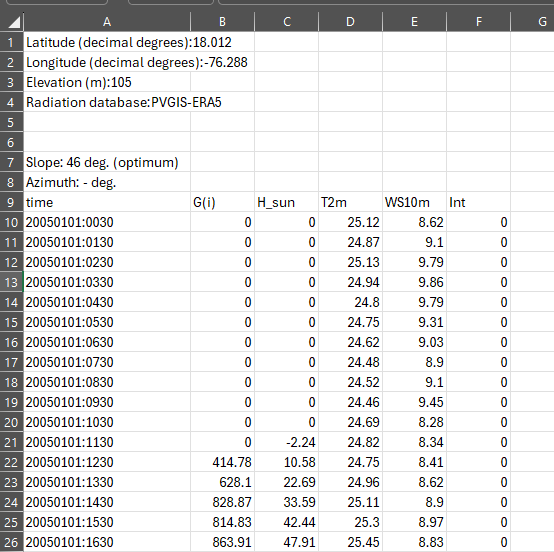 A B C D E F G
1 Latitude (decimal degrees):18.012
2 Longitude (decimal degrees):-76.288
3 Elevation (m):105
4 Radiation database:PVGIS-ERA5
5
6
7 Slope: 46 deg. (optimum)
8 Azimuth: - deg.
9 time G(i) H_sun T2m WS10m Int
10 20050101:0030 0 0 25.12 8.62 0
11 20050101:0130 0 0 24.87 9.1 0
12 20050101:0230 0 0 25.13 9.79 0
13 20050101:0330 0 0 24.94 9.86 0
14 20050101:0430 0 0 24.8 9.79 0
15 20050101:0530 0 0 24.75 9.31 0
16 20050101:0630 0 0 24.62 9.03 0
17 20050101:0730 0 0 24.48 8.9 0
18 20050101:0830 0 0 24.52 9.1 0
19 20050101:0930 0 0 24.46 9.45 0
20 20050101:1030 0 0 24.69 8.28 0
21 20050101:1130 0 -2.24 24.82 8.34 0
22 20050101:1230 414.78 10.58 24.75 8.41 0
23 20050101:1330 628.1 22.69 24.96 8.62 0
24 20050101:1430 828.87 33.59 25.11 8.9 0
25 20050101:1530 814.83 42.44 25.3 8.97 0
26 20050101:1630 863.91 47.91 25.45 8.83 0